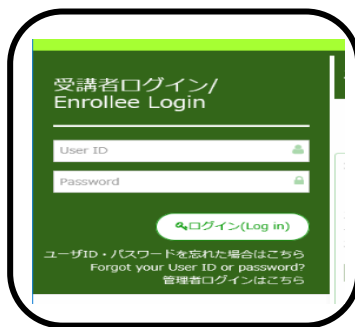 受講者ログイン/
Enrollee Login
User ID
Password
ログイン(Log in)
ユーザID・パスワードを忘れた場合はこちら
Forgot your User ID or password?
管理者ログインはこちら